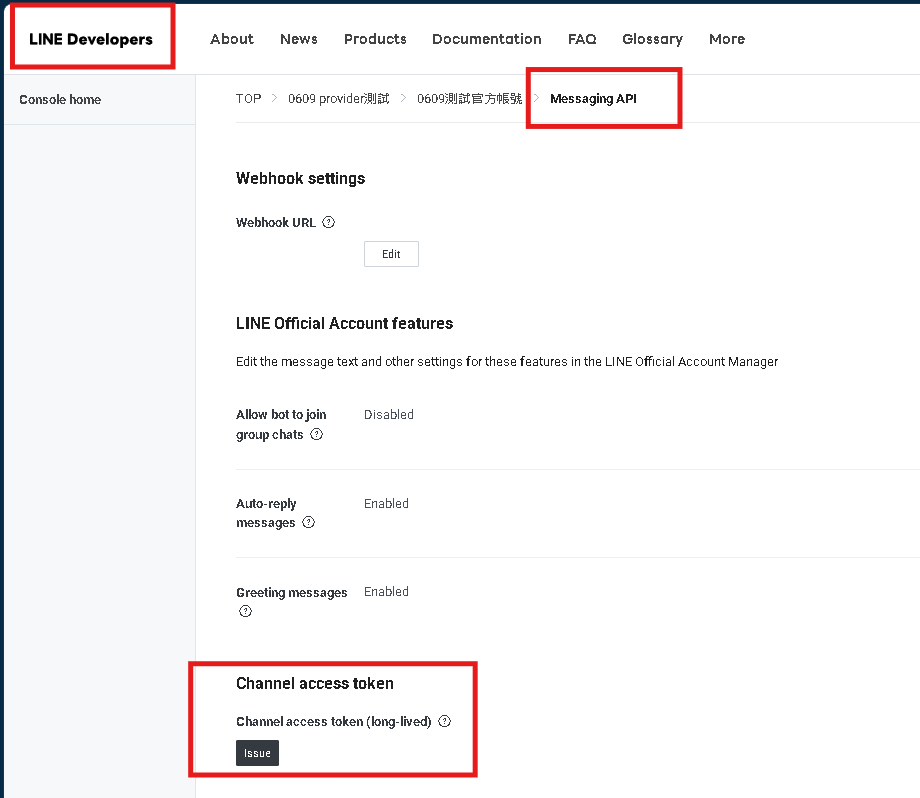 LINE Developers
About News Products Documentation FAQ Glossary More
Console home
TOP > 0609 provider測試 > 0609測試官方帳號 > Messaging API
Webhook settings
Webhook URL ?
Edit
LINE Official Account features
Edit the message text and other settings for these features in the LINE Official Account Manager
Allow bot to join Disabled
group chats ?
Auto-reply Enabled
messages ?
Greeting messages Enabled
?
Channel access token
Channel access token (long-lived) ?
Issue